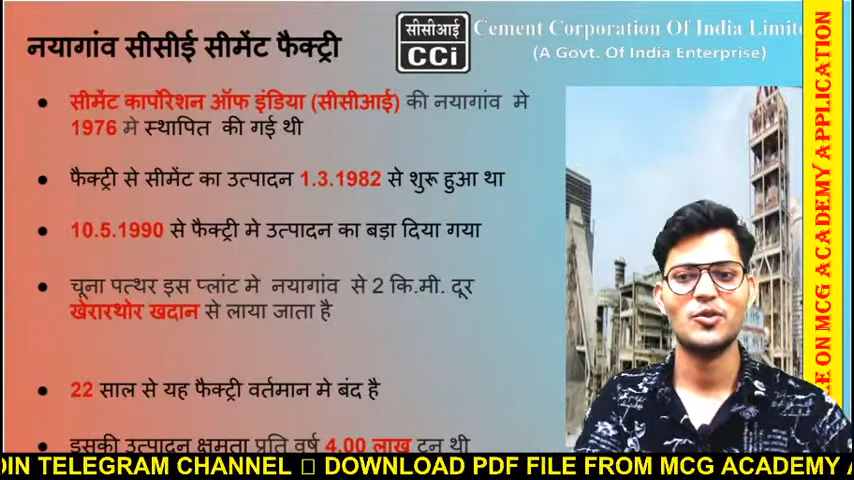 नयागांव सीसीई सीमेंट फैक्ट्री
सीसीआई
CCi
Cement Corporation Of India Limite
(A Govt. Of India Enterprise)
सीमेंट कार्पोरेशन ऑफ इंडिया (सीसीआई) की नयागांव मे
1976 मे स्थापित की गई थी
फैक्ट्री से सीमेंट का उत्पादन 1.3.1982 से शुरू हुआ था
10.5.1990 से फैक्ट्री मे उत्पादन का बड़ा दिया गया
चूना पत्थर इस प्लांट मे नयागांव से 2 कि.मी. दूर
खेराराथोर खदान से लाया जाता है
22 साल से यह फैक्ट्री वर्तमान मे बंद है
इसकी उत्पादन क्षमता प्रति वर्ष 4.00 लाख टन थी
LE ON MCG ACADEMY APPLICATION
OIN TELEGRAM CHANNEL DOWNLOAD PDF FILE FROM MCG ACADEMY